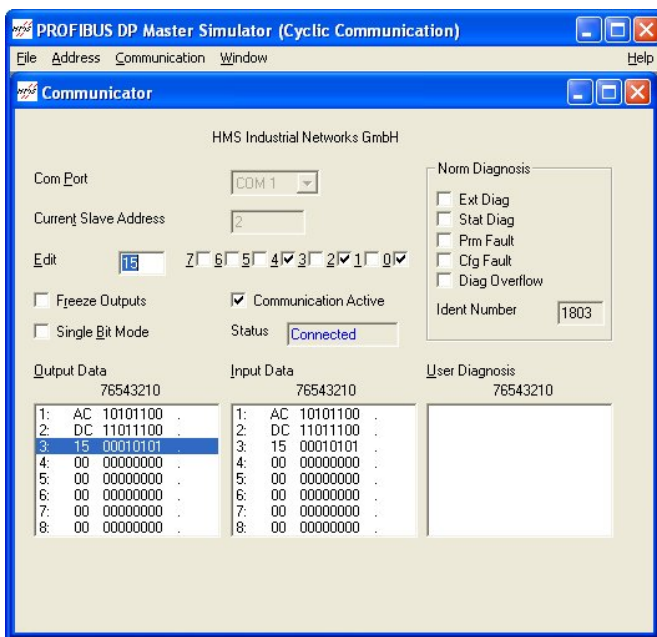 PROFIBUS DP Master Simulator (Cyclic Communication)
File Address Communication Window Help
Communicator
HMS Industrial Networks GmbH
Com Port COM 1
Current Slave Address 2
Edit 15 7 6 5 4 3 2 1 0
Freeze Outputs Communication Active
Single Bit Mode Status Connected
Norm Diagnosis
Ext Diag
Stat Diag
Prm Fault
Cfg Fault
Diag Overflow
Ident Number 1803
Output Data
76543210
1: AC 10101100 .
2: DC 11011100 .
3: 15 00010101 .
4: 00 00000000 .
5: 00 00000000 .
6: 00 00000000 .
7: 00 00000000 .
8: 00 00000000 .
Input Data
76543210
1: AC 10101100 .
2: DC 11011100 .
3: 15 00010101 .
4: 00 00000000 .
5: 00 00000000 .
6: 00 00000000 .
7: 00 00000000 .
8: 00 00000000 .
User Diagnosis
76543210